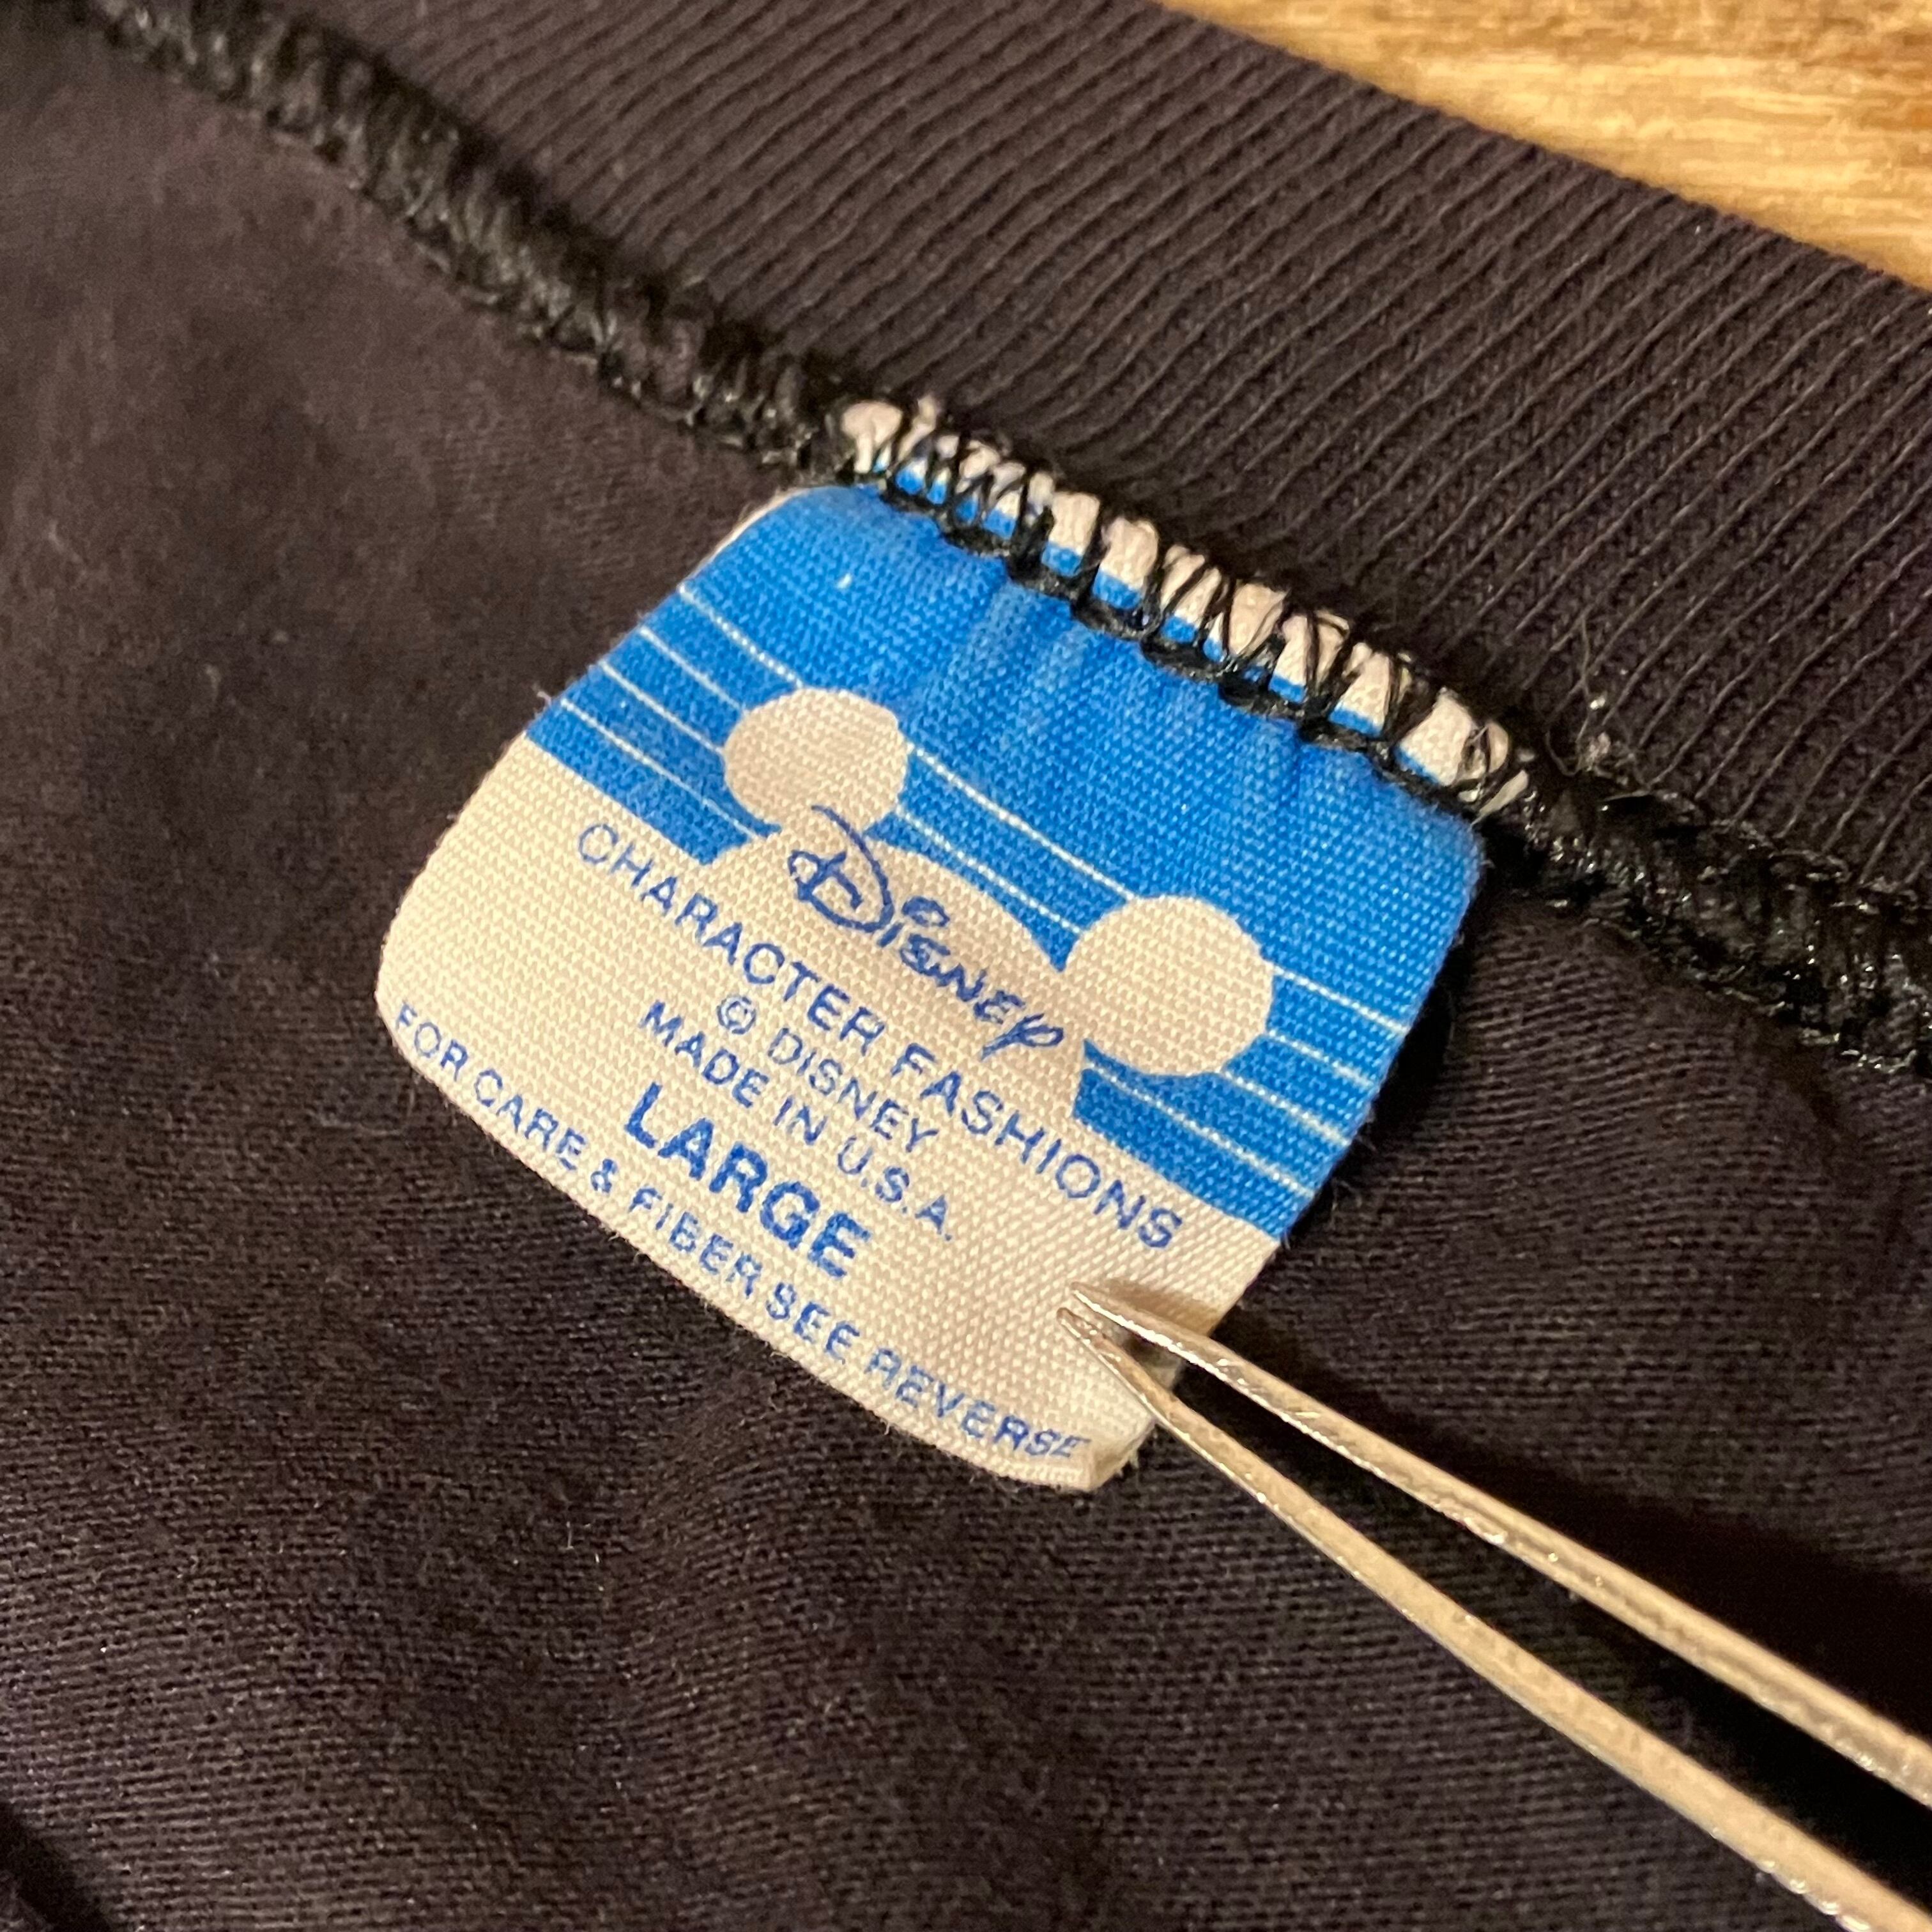 Disney
CHARACTER FASHIONS
© DISNEY
MADE IN U.S.A.
LARGE
FOR CARE & FIBER SEE REVERSE